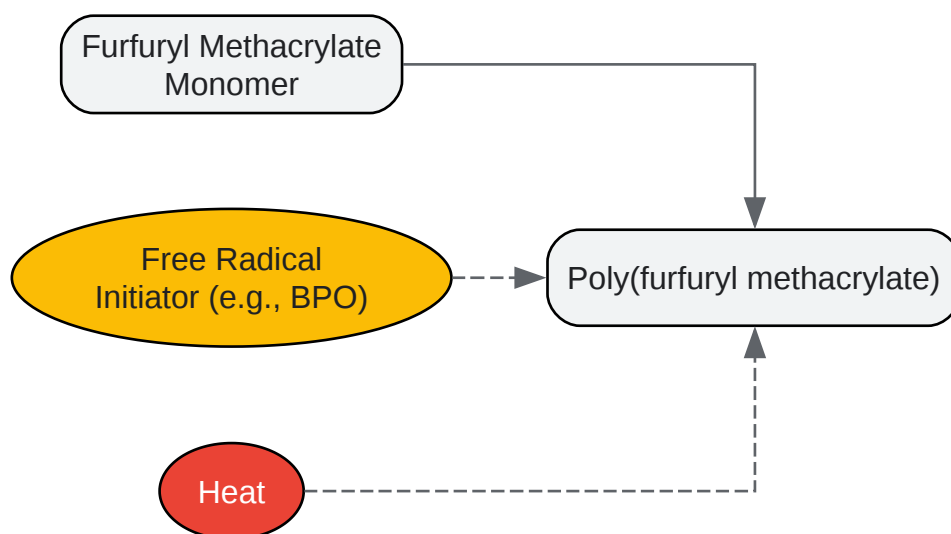 Furfuryl Methacrylate
Monomer
Free Radical
Initiator (e.g., BPO)
Poly(furfuryl methacrylate)
Heat